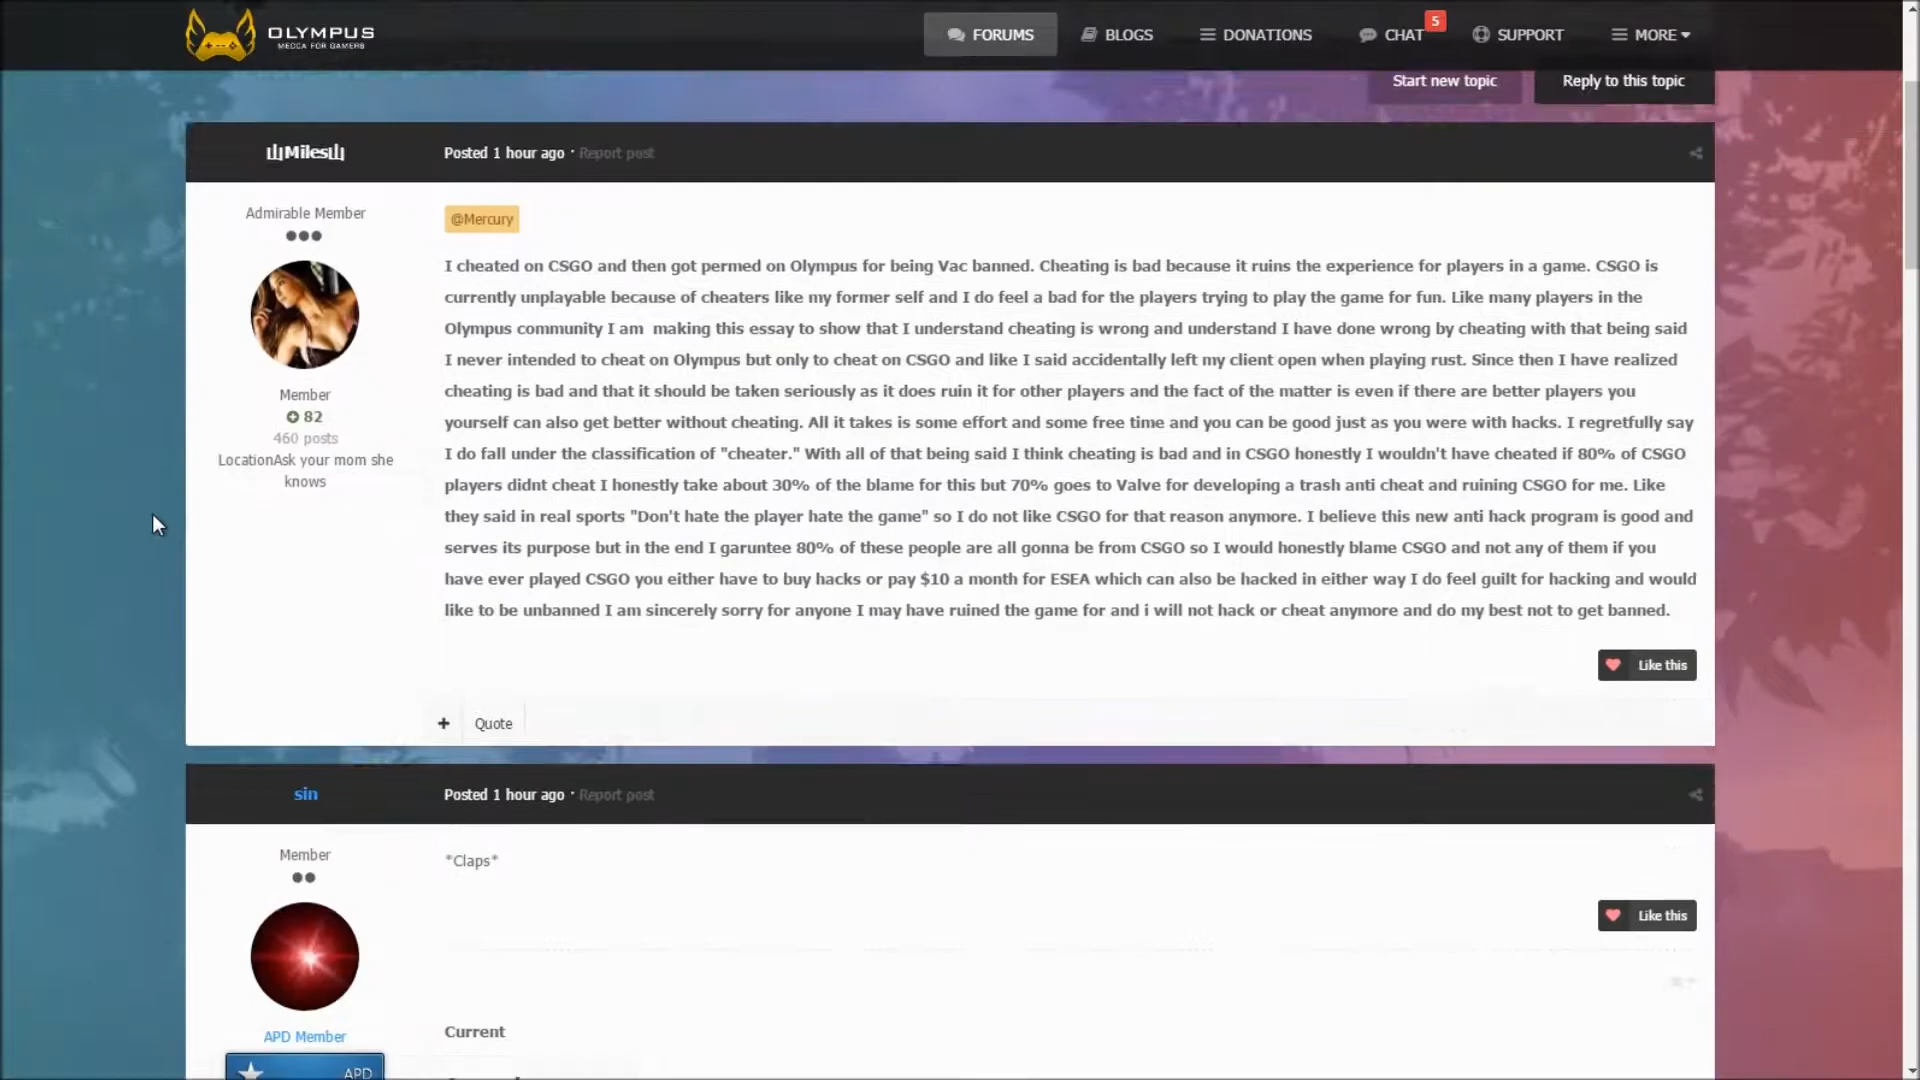 OLYMPUS
MECCA FOR GAMERS
FORUMS
BLOGS
DONATIONS
CHAT
5
SUPPORT
MORE
Start new topic
Reply to this topic
山Miles山
Posted 1 hour ago · Report post
Admirable Member
Member
82
460 posts
LocationAsk your mom she
knows
@Mercury
I cheated on CSGO and then got permed on Olympus for being Vac banned. Cheating is bad because it ruins the experience for players in a game. CSGO is
currently unplayable because of cheaters like my former self and I do feel a bad for the players trying to play the game for fun. Like many players in the
Olympus community I am  making this essay to show that I understand cheating is wrong and understand I have done wrong by cheating with that being said
I never intended to cheat on Olympus but only to cheat on CSGO and like I said accidentally left my client open when playing rust. Since then I have realized
cheating is bad and that it should be taken seriously as it does ruin it for other players and the fact of the matter is even if there are better players you
yourself can also get better without cheating. All it takes is some effort and some free time and you can be good just as you were with hacks. I regretfully say
I do fall under the classification of "cheater." With all of that being said I think cheating is bad and in CSGO honestly I wouldn't have cheated if 80% of CSGO
players didnt cheat I honestly take about 30% of the blame for this but 70% goes to Valve for developing a trash anti cheat and ruining CSGO for me. Like
they said in real sports "Don't hate the player hate the game" so I do not like CSGO for that reason anymore. I believe this new anti hack program is good and
serves its purpose but in the end I garuntee 80% of these people are all gonna be from CSGO so I would honestly blame CSGO and not any of them if you
have ever played CSGO you either have to buy hacks or pay $10 a month for ESEA which can also be hacked in either way I do feel guilt for hacking and would
like to be unbanned I am sincerely sorry for anyone I may have ruined the game for and i will not hack or cheat anymore and do my best not to get banned.
Like this
+ Quote
sin
Posted 1 hour ago · Report post
Member
APD Member
APD
*Claps*
Like this
Current